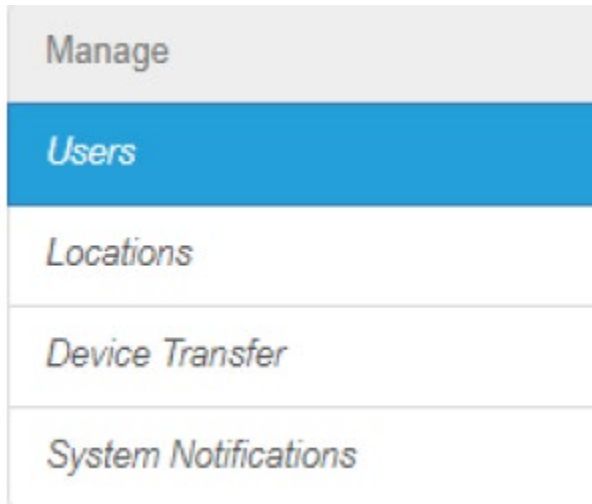 Manage
Users
Locations
Device Transfer
System Notifications